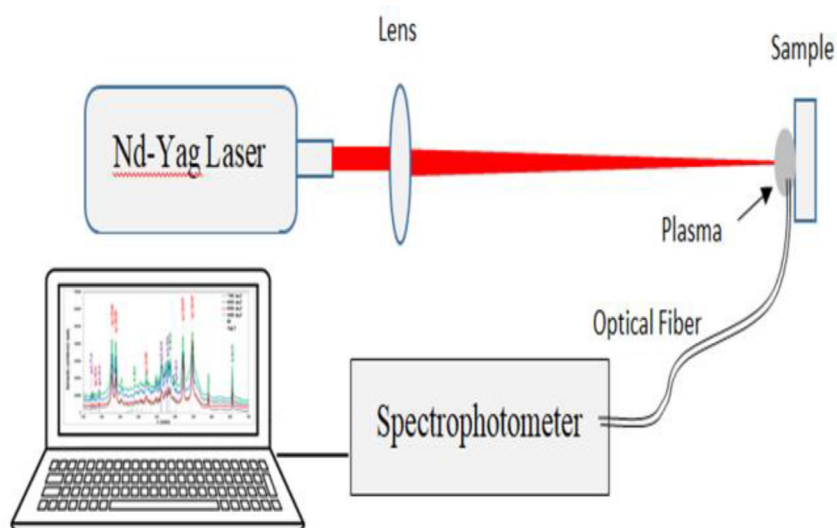 Lens
Sample
Nd-Yag Laser
Plasma
Optical Fiber
Spectrophotometer